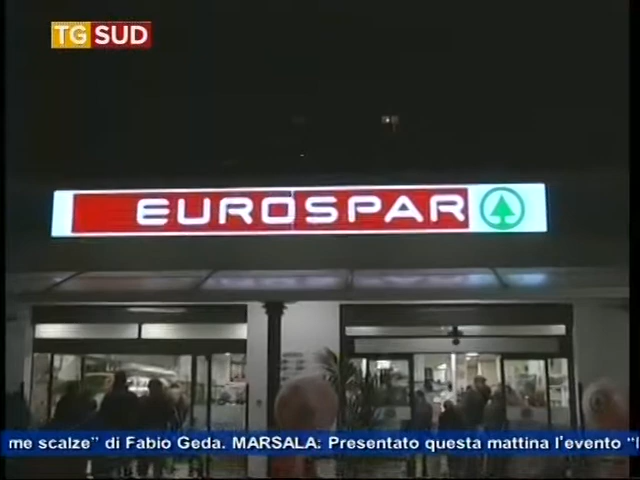 TG SUD
EUROSPAR
me scalze" di Fabio Geda. MARSALA: Presentato questa mattina l'evento "